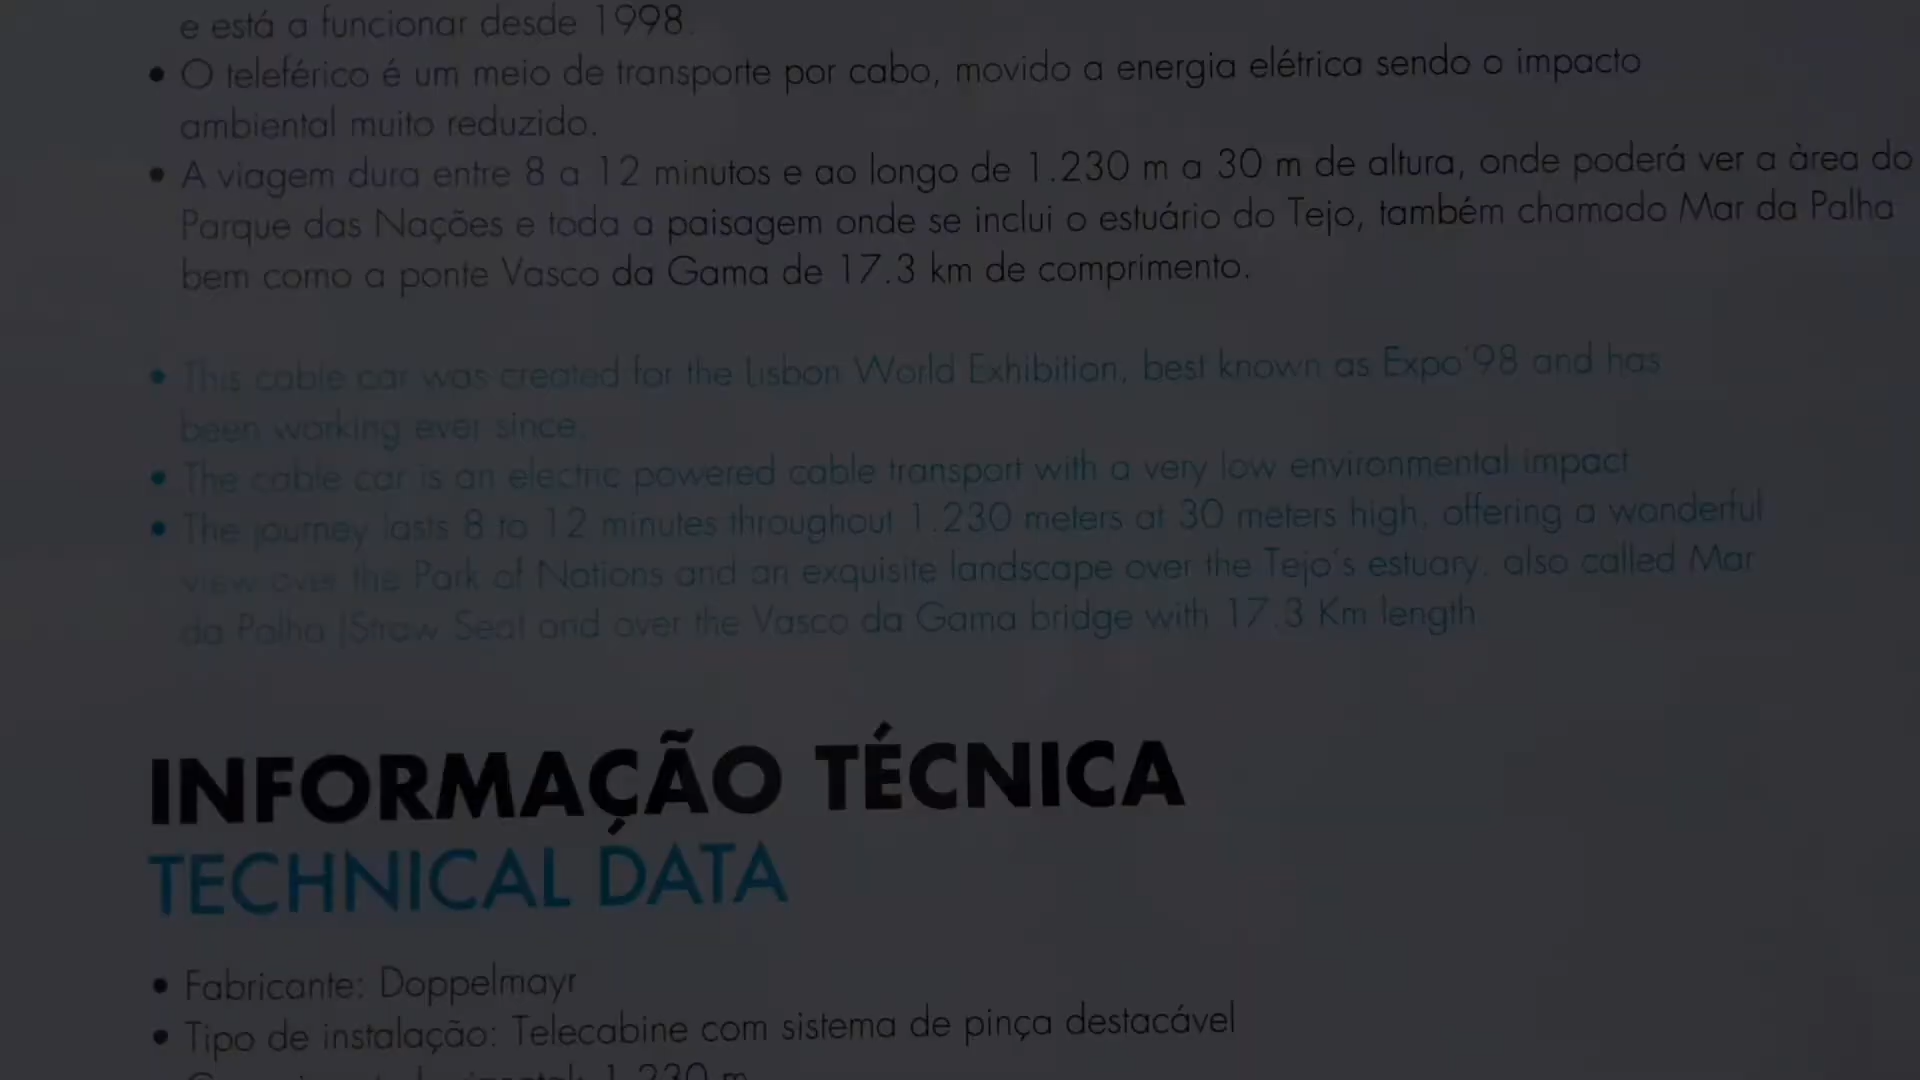 e está a funcionar desde 1998.
• O teleférico é um meio de transporte por cabo, movido a energia elétrica sendo o impacto
ambiental muito reduzido.
• A viagem dura entre 8 a 12 minutos e ao longo de 1.230 m a 30 m de altura, onde poderá ver a àrea do
Parque das Nações e toda a paisagem onde se inclui o estuário do Tejo, também chamado Mar da Palha
bem como a ponte Vasco da Gama de 17.3 km de comprimento.
• This cable car was created for the Lisbon World Exhibition, best known as Expo'98 and has
been working ever since.
• The cable car is an electric powered cable transport with a very low environmental impact
• The journey lasts 8 to 12 minutes throughout 1.230 meters at 30 meters high, offering a wonderful
view over the Park of Nations and an exquisite landscape over the Tejo's estuary, also called Mar
da Palha (Straw Sea) and over the Vasco da Gama bridge with 17.3 Km length
INFORMAÇÃO TÉCNICA
TECHNICAL DATA
• Fabricante: Doppelmayr
• Tipo de instalação: Telecabine com sistema de pinça destacável
1.230 m